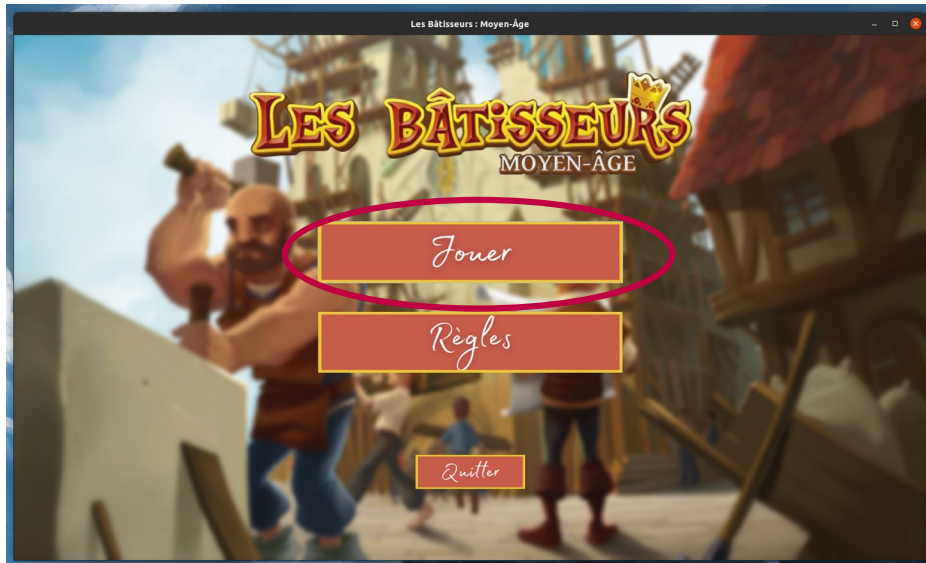 Les Bâtisseurs : Moyen-Âge
LES BÂTISSEURS
MOYEN-ÂGE
Jouer
Règles
Quitter